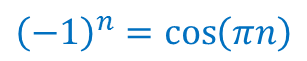 (−1)ⁿ = cos(πn)